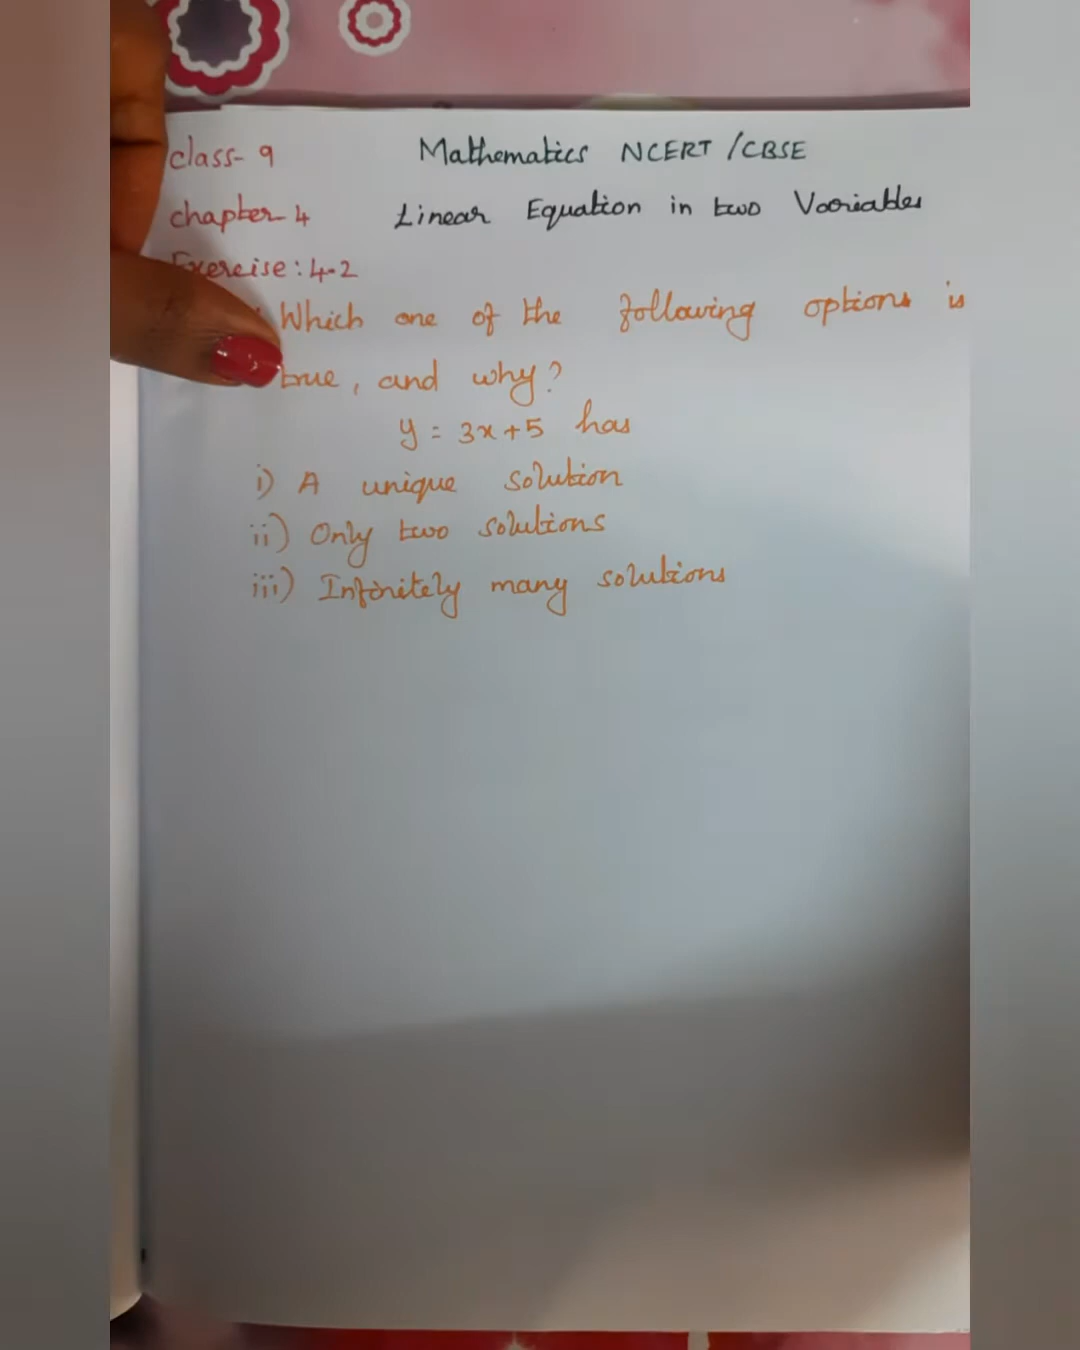 class-9 Mathematics NCERT /CBSE
chapter-4 Linear Equation in two Variables
Exercise: 4.2
Which one of the following options is
true, and why?
y = 3x+5 has
i) A unique solution
ii) Only two solutions
iii) Infinitely many solutions